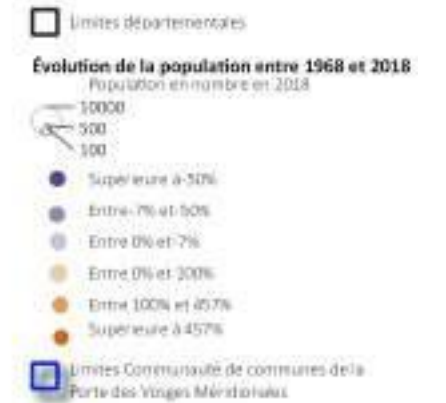 Limites départementales
Évolution de la population entre 1968 et 2018
Population en nombre en 2018
10000
500
100
Supérieure à -50%
Entre -7% et -50%
Entre 0% et -7%
Entre 0% et 100%
Entre 100% et 457%
Supérieure à 457%
Limites Communauté de communes de la
Porte des Vosges Méridionales